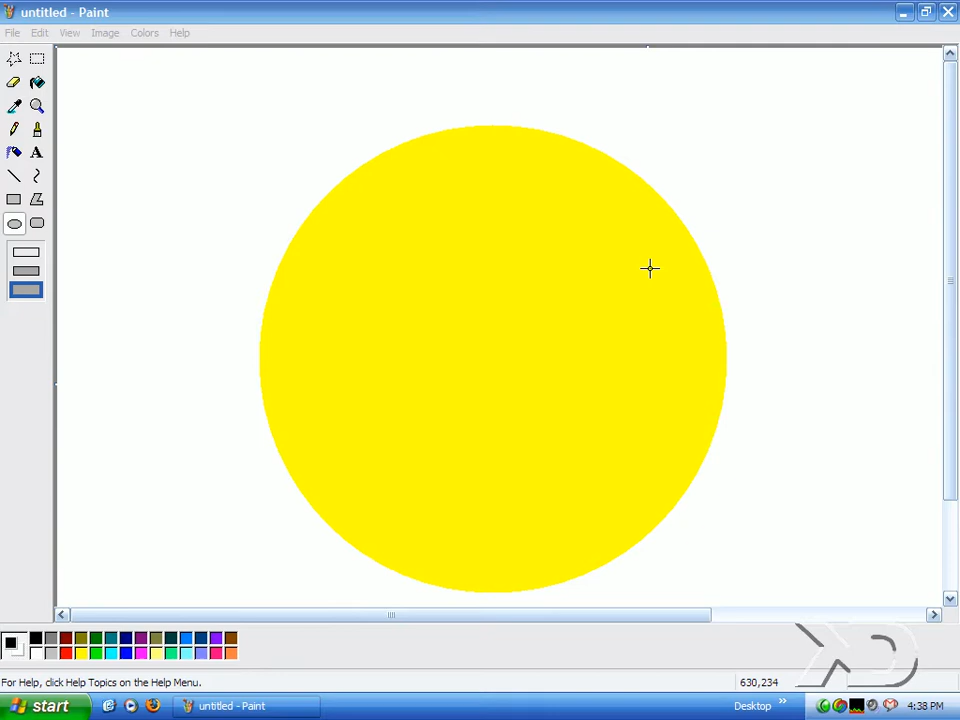 untitled - Paint
File Edit View Image Colors Help
A
For Help, click Help Topics on the Help Menu.
630,234
start
untitled - Paint
Desktop
»
4:38 PM